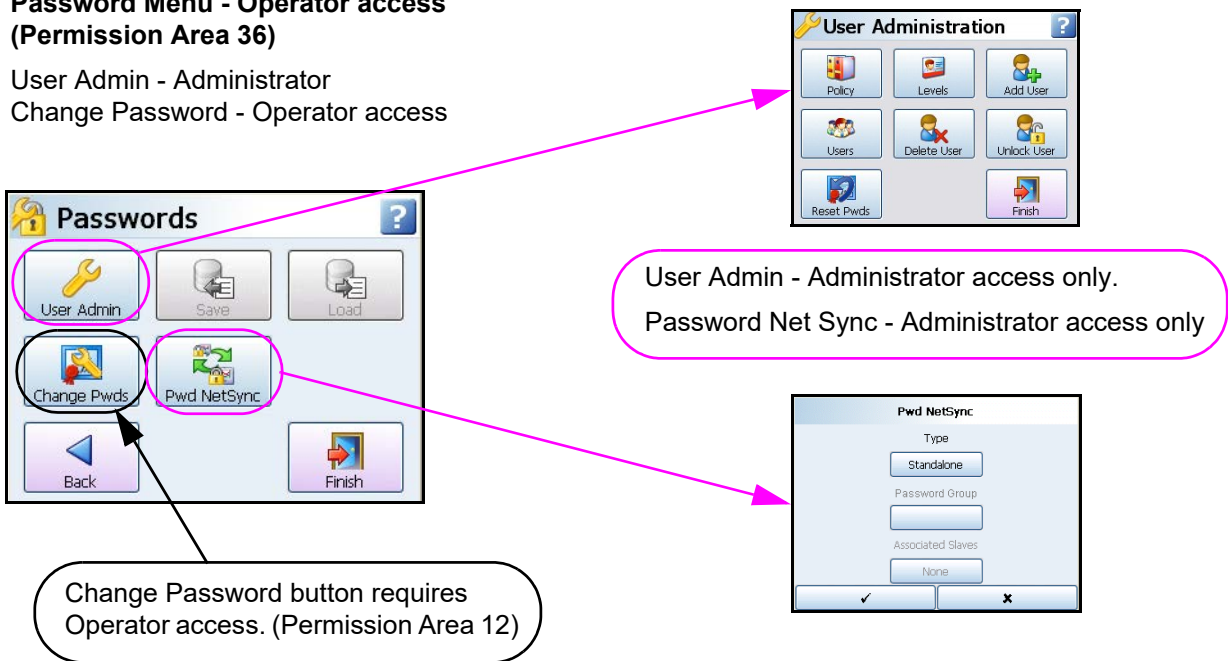 Password Menu - Operator access
(Permission Area 36)
User Admin - Administrator
Change Password - Operator access
Passwords
?
User Admin
Save
Load
Change Pwds
Pwd NetSync
Back
Finish
Change Password button requires
Operator access. (Permission Area 12)
User Administration
?
Policy
Levels
Add User
Users
Delete User
Unlock User
Reset Pwds
Finish
User Admin - Administrator access only.
Password Net Sync - Administrator access only
Pwd NetSync
Type
Standalone
Password Group
Associated Slaves
None